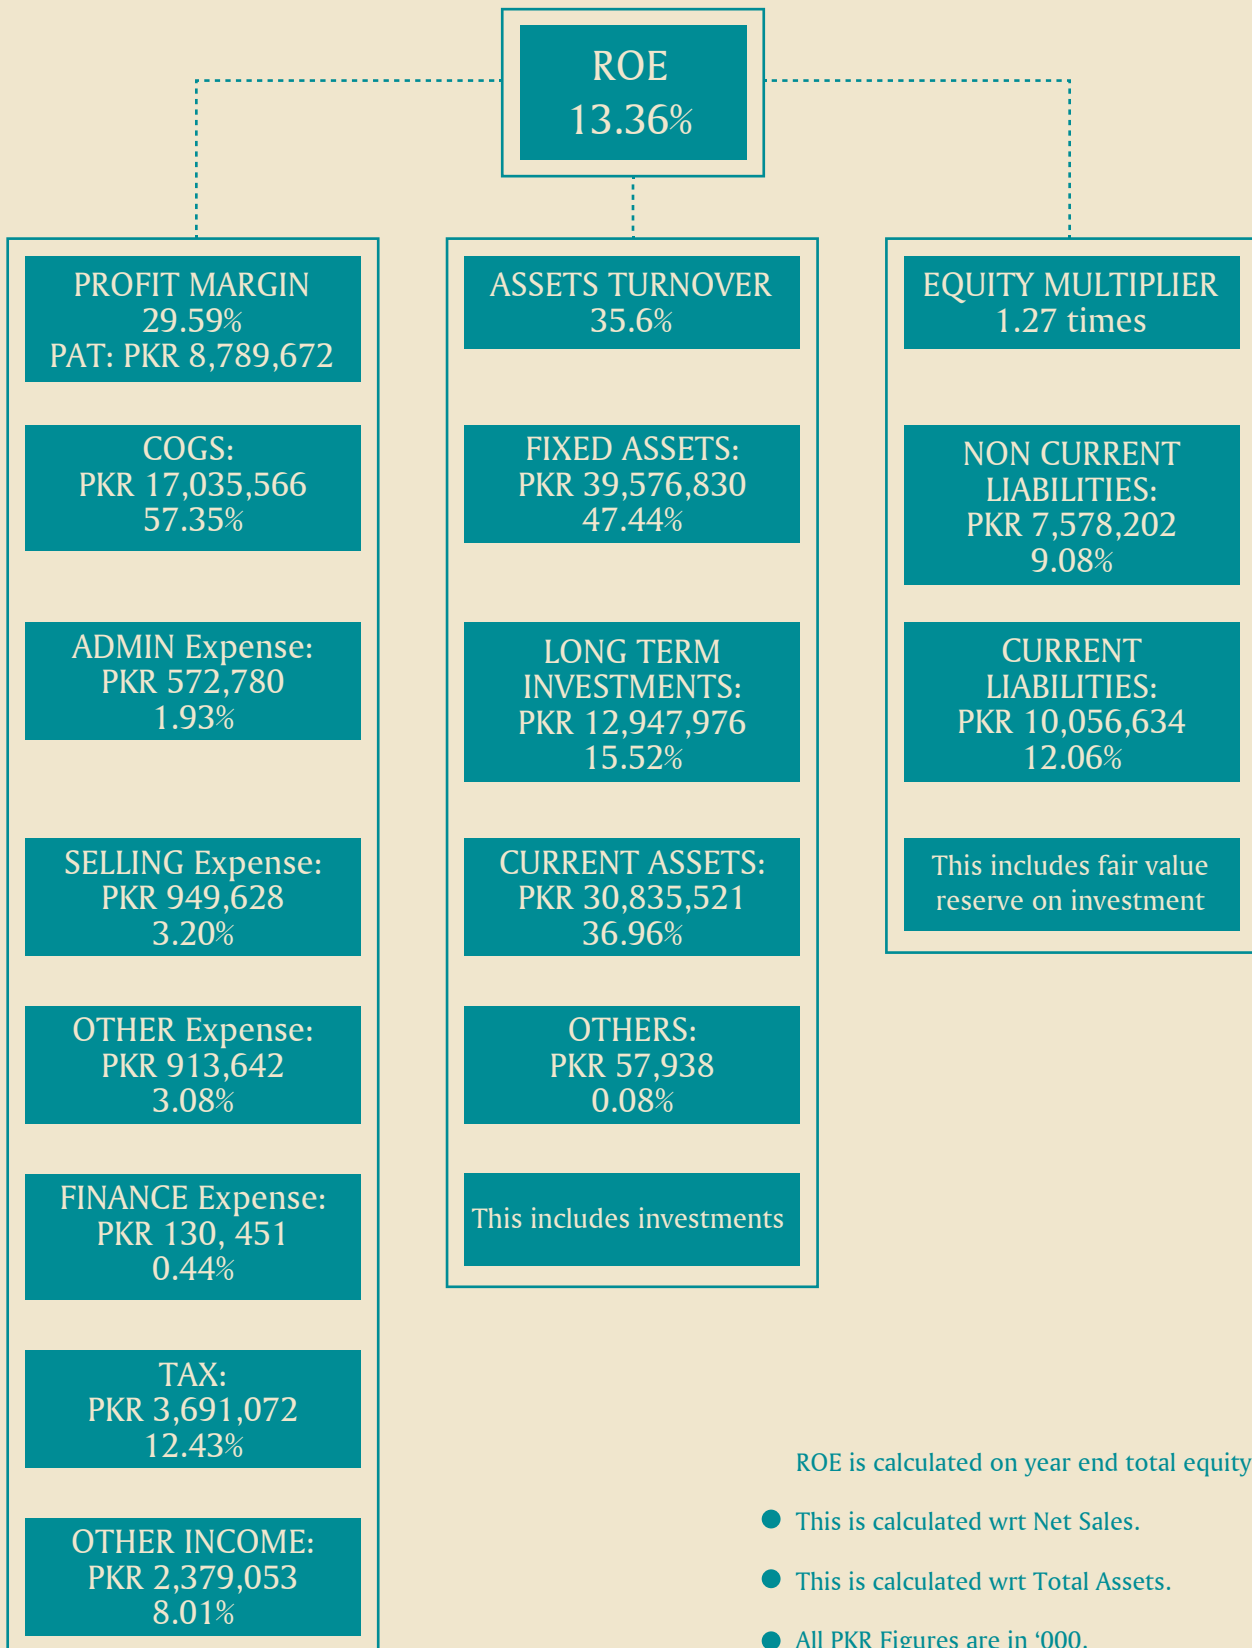 ROE
13.36%
PROFIT MARGIN
29.59%
PAT: PKR 8,789,672
COGS:
PKR 17,035,566
57.35%
ADMIN Expense:
PKR 572,780
1.93%
SELLING Expense:
PKR 949,628
3.20%
OTHER Expense:
PKR 913,642
3.08%
FINANCE Expense:
PKR 130, 451
0.44%
TAX:
PKR 3,691,072
12.43%
OTHER INCOME:
PKR 2,379,053
8.01%
ASSETS TURNOVER
35.6%
FIXED ASSETS:
PKR 39,576,830
47.44%
LONG TERM
INVESTMENTS:
PKR 12,947,976
15.52%
CURRENT ASSETS:
PKR 30,835,521
36.96%
OTHERS:
PKR 57,938
0.08%
This includes investments
EQUITY MULTIPLIER
1.27 times
NON CURRENT
LIABILITIES:
PKR 7,578,202
9.08%
CURRENT
LIABILITIES:
PKR 10,056,634
12.06%
This includes fair value
reserve on investment
ROE is calculated on year end total equity
This is calculated wrt Net Sales.
This is calculated wrt Total Assets.
All PKR Figures are in ‘000.